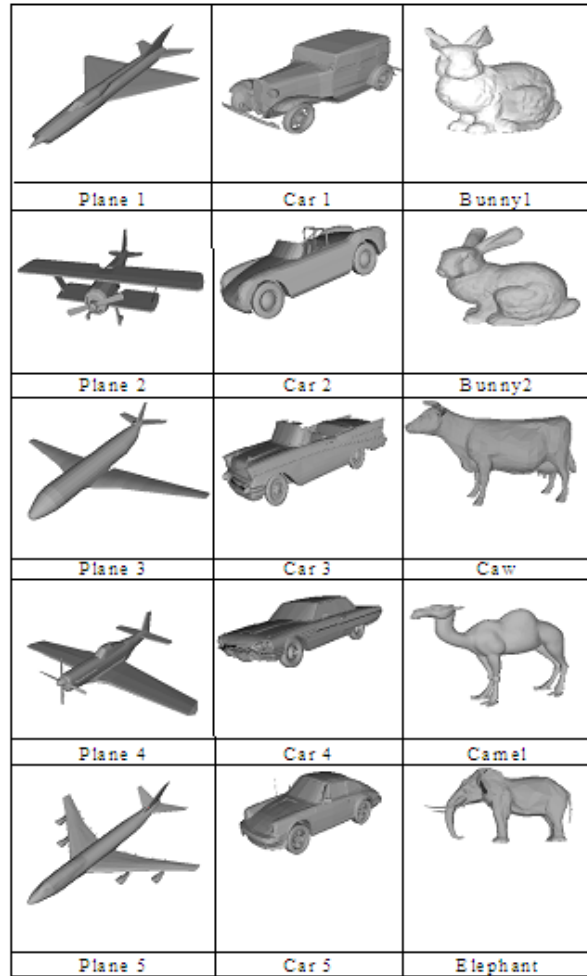 Plane 1 Car 1 Bunny1
Plane 2 Car 2 Bunny2
Plane 3 Car 3 Caw
Plane 4 Car 4 Camel
Plane 5 Car 5 Elephant